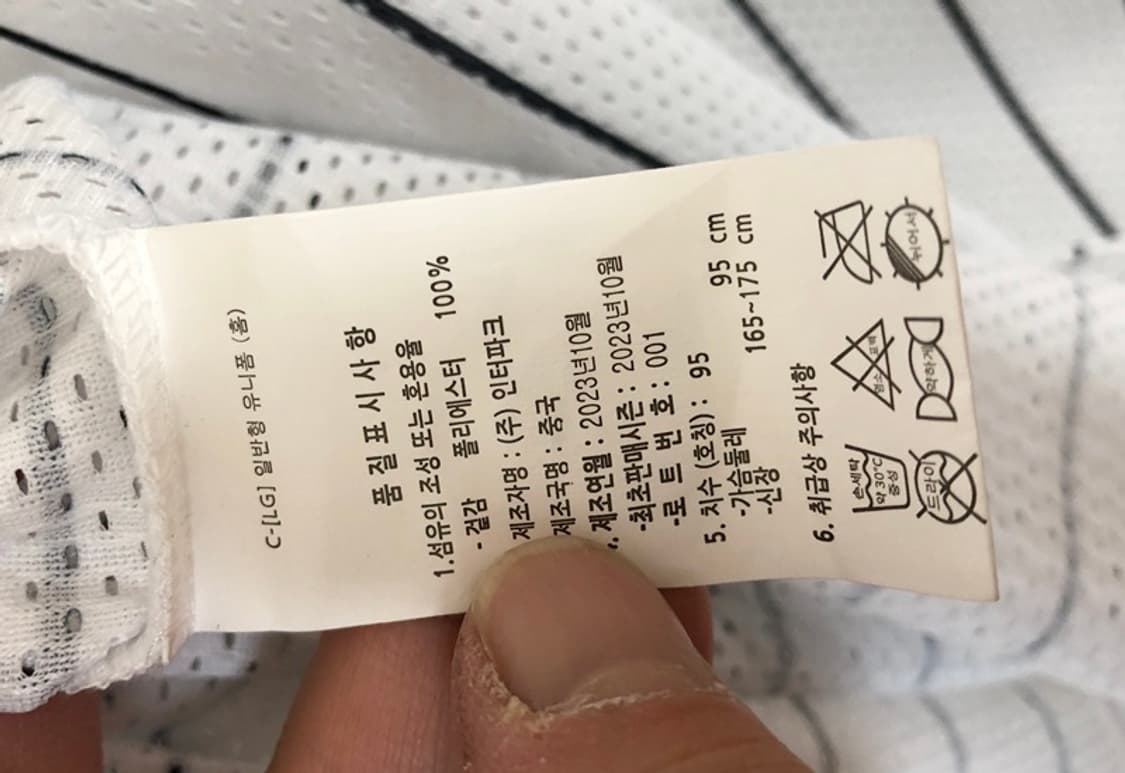 C-[LG] 일반형 유니폼 (홈)
품 질 표 시 사 항
1.섬유의 조성 또는 혼용율
- 겉감 폴리에스터 100%
제조자명 : (주) 인터파크
제조국명 : 중국
제조연월 : 2023년10월
-최초판매시즌 : 2023년10월
-로 트 번 호 : 001
5. 치수 (호칭) : 95
-가슴둘레 95 cm
-신장 165~175 cm
6. 취급상 주의사항
손세탁
약 30°C
중성
염소 표백
드라이
약하게
뉘어서